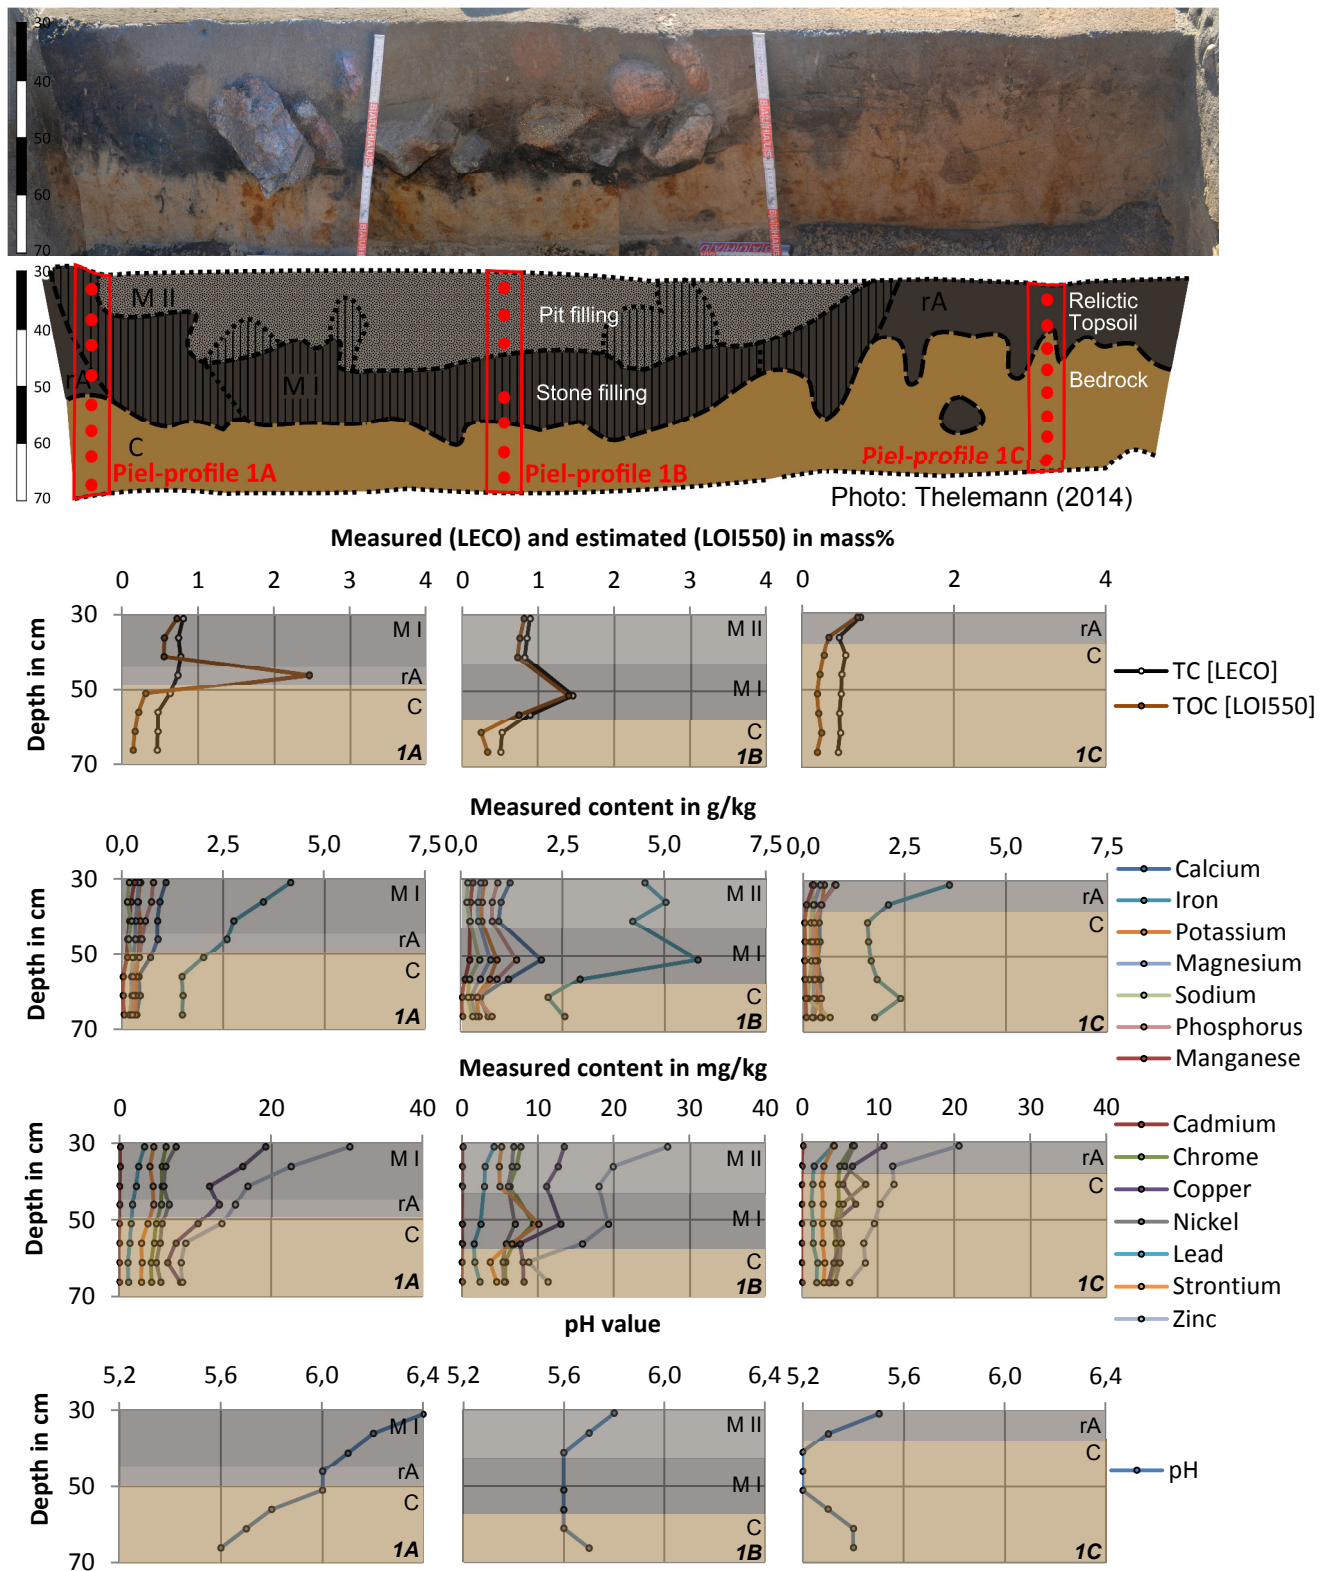 30
40
50
60
70
30
40
50
60
70
M II
rA
M I
rA
C
Pit filling
Stone filling
Relictic
Topsoil
Bedrock
Piel-profile 1A
Piel-profile 1B
Piel-profile 1C
Photo: Thelemann (2014)
Measured (LECO) and estimated (LOI550) in mass%
0 1 2 3 4 0 1 2 3 4 0 2 4
Depth in cm
30
50
70
M I
rA
C
1A
M II
M I
C
1B
rA
C
1C
TC [LECO]
TOC [LOI550]
Measured content in g/kg
0,0 2,5 5,0 7,5 0,0 2,5 5,0 7,5 0,0 2,5 5,0 7,5
Depth in cm
30
50
70
M I
rA
C
1A
M II
M I
C
1B
rA
C
1C
Calcium
Iron
Potassium
Magnesium
Sodium
Phosphorus
Manganese
Measured content in mg/kg
0 20 40 0 10 20 30 40 0 10 20 30 40
Depth in cm
30
50
70
M I
rA
C
1A
M II
M I
C
1B
rA
C
1C
Cadmium
Chrome
Copper
Nickel
Lead
Strontium
Zinc
pH value
5,2 5,6 6,0 6,4 5,2 5,6 6,0 6,4 5,2 5,6 6,0 6,4
Depth in cm
30
50
70
M I
rA
C
1A
M II
M I
C
1B
rA
C
1C
pH